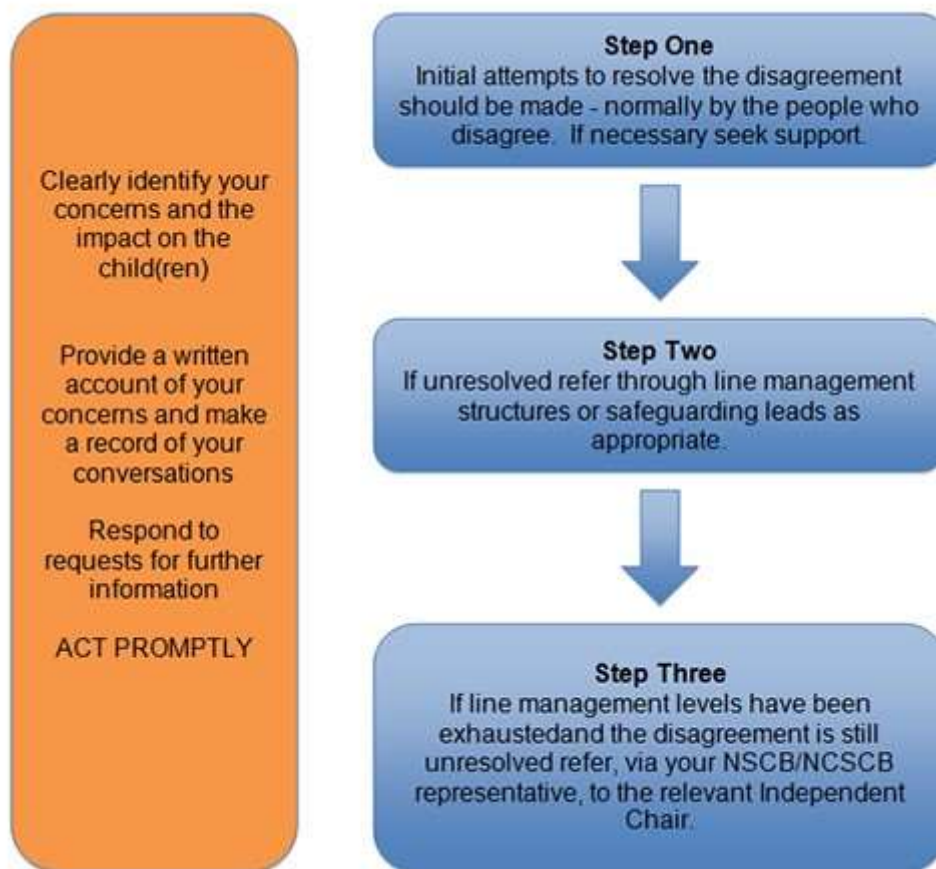 Clearly identify your
concerns and the
impact on the
child(ren)
Provide a written
account of your
concerns and make
a record of your
conversations
Respond to
requests for further
information
ACT PROMPTLY
Step One
Initial attempts to resolve the disagreement
should be made - normally by the people who
disagree. If necessary seek support.
Step Two
If unresolved refer through line management
structures or safeguarding leads as
appropriate.
Step Three
If line management levels have been
exhaustedand the disagreement is still
unresolved refer, via your NSCB/NCSCB
representative, to the relevant Independent
Chair.